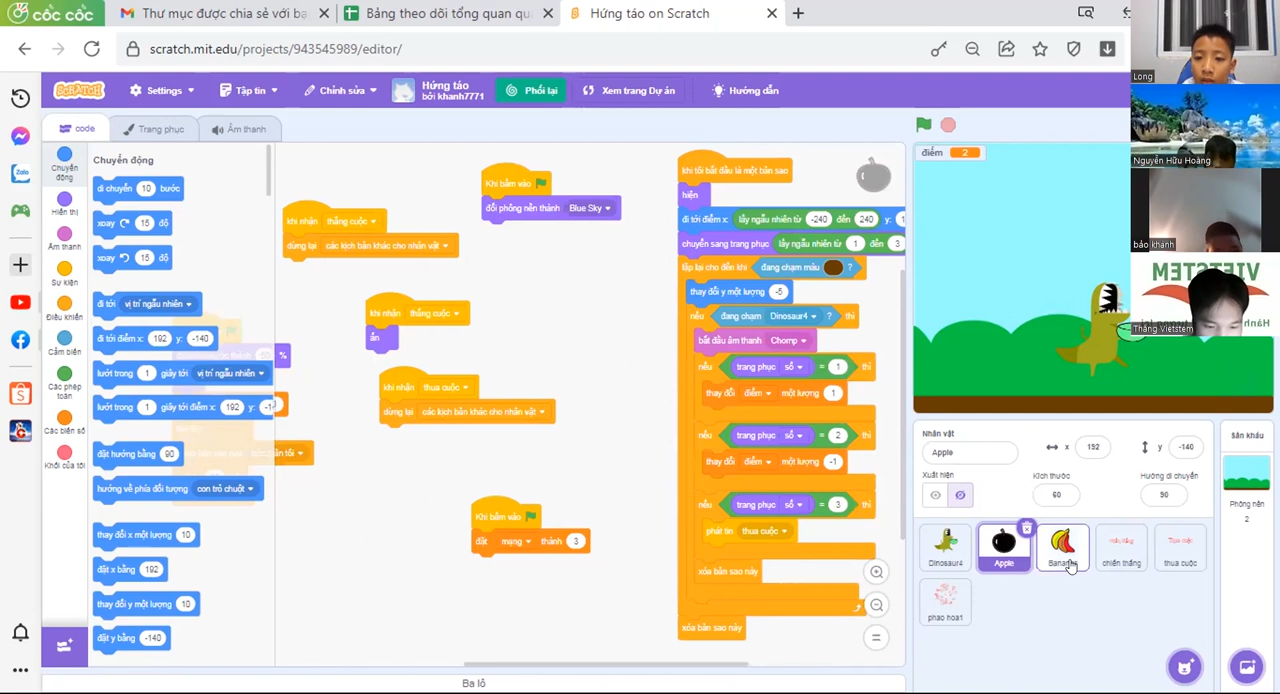 cốc cốc
Thư mục được chia sẻ với bạ
Bảng theo dõi tổng quan qu
Hứng táo on Scratch
scratch.mit.edu/projects/943545989/editor/
SCRATCH
Settings
Tập tin
Chỉnh sửa
Hứng táo
bởi khanh7771
Phối lại
Xem trang Dự án
Hướng dẫn
code
Trang phục
Âm thanh
Chuyển động
Hiển thị
Âm thanh
Sự kiện
Điều khiển
Cảm biến
Các phép toán
Các biến số
Khối của tôi
Zalo
Chuyển động
di chuyển 10 bước
xoay 15 độ
xoay 15 độ
đi tới vị trí ngẫu nhiên
đi tới điểm x: 192 y: -140
lướt trong 1 giây tới vị trí ngẫu nhiên
lướt trong 1 giây tới điểm x: 192 y: -1
đặt hướng bằng 90
hướng về phía đối tượng con trỏ chuột
thay đổi x một lượng 10
đặt x bằng 192
thay đổi y một lượng 10
đặt y bằng -140
khi nhận thắng cuộc
dừng lại các kịch bản khác cho nhân vật
Khi bấm vào
đổi phông nền thành Blue Sky
khi nhận thắng cuộc
ẩn
khi nhận thua cuộc
dừng lại các kịch bản khác cho nhân vật
Khi bấm vào
đặt mạng thành 3
%
khi tôi bắt đầu là một bản sao
hiện
đi tới điểm x: lấy ngẫu nhiên từ -240 đến 240 y: 1
chuyển sang trang phục lấy ngẫu nhiên từ 1 đến 3
lặp lại cho đến khi đang chạm màu ?
thay đổi y một lượng -5
nếu đang chạm Dinosaur4 ? thì
bắt đầu âm thanh Chomp
nếu trang phục số = 1 thì
thay đổi điểm một lượng 1
nếu trang phục số = 2 thì
thay đổi điểm một lượng -1
nếu trang phục số = 3 thì
phát tin thua cuộc
xóa bản sao này
xóa bản sao này
Ba lô
điểm 2
Nhân vật
Apple
x 192
y -140
Xuất hiện
Kích thước
60
Hướng di chuyển
90
Dinosaur4
Apple
chiến thắng
thua cuộc
phao hoa1
Sân khấu
Phông nền
2
Long
Nguyễn Hữu Hoàng
bảo khánh
VIETSTEM
Thắng Vietstem